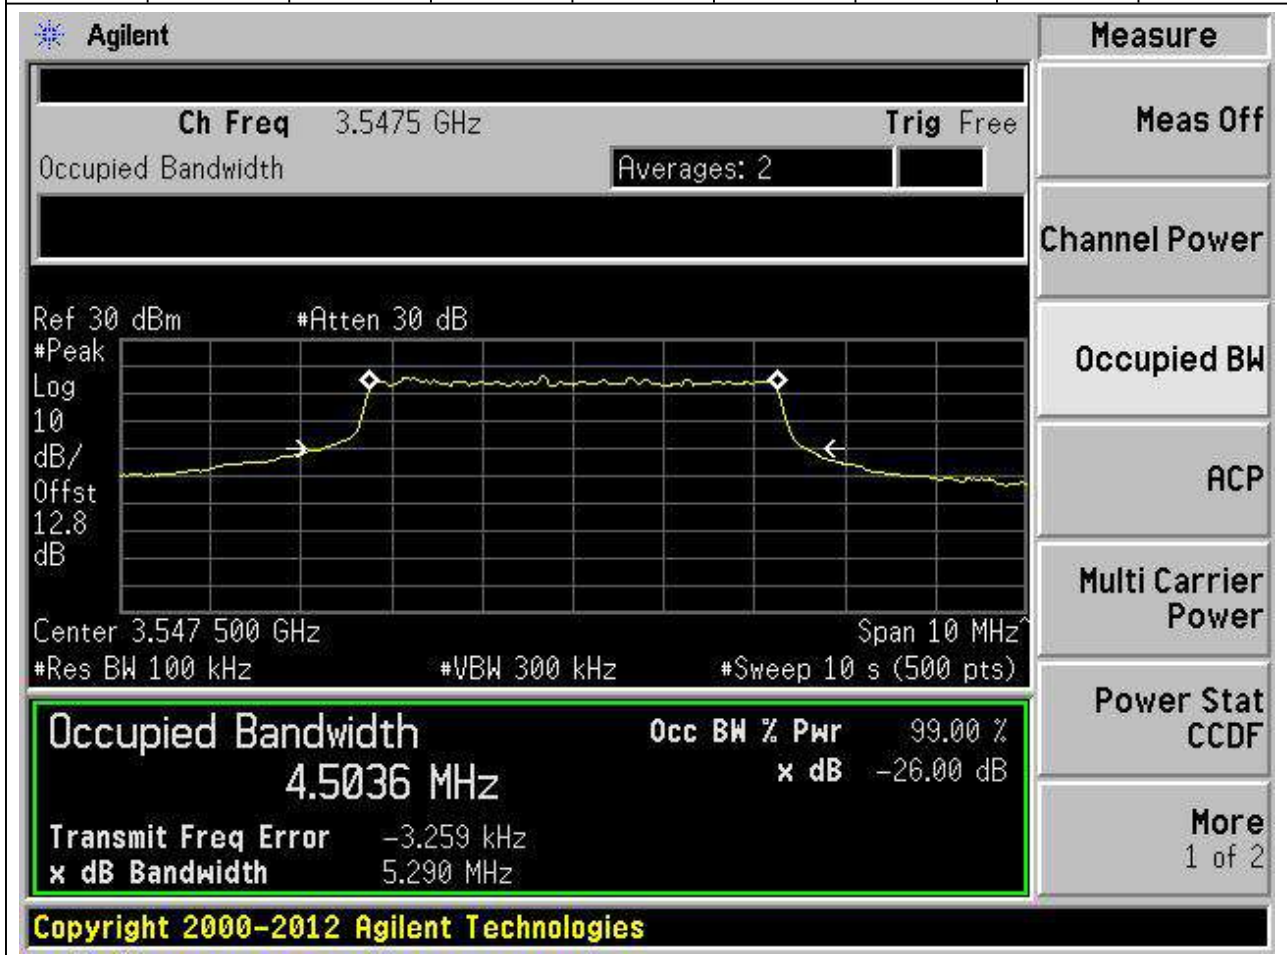 Agilent
Measure
Ch Freq 3.5475 GHz Trig Free
Occupied Bandwidth Averages: 2
Meas Off
Channel Power
Occupied BW
ACP
Multi Carrier
Power
Power Stat
CCDF
More
1 of 2
Ref 30 dBm #Atten 30 dB
#Peak
Log
10
dB/
Offst
12.8
dB
Center 3.547 500 GHz Span 10 MHz^
#Res BW 100 kHz #VBW 300 kHz #Sweep 10 s (500 pts)
Occupied Bandwidth Occ BW % Pwr 99.00 %
4.5036 MHz x dB -26.00 dB
Transmit Freq Error -3.259 kHz
x dB Bandwidth 5.290 MHz
Copyright 2000-2012 Agilent Technologies